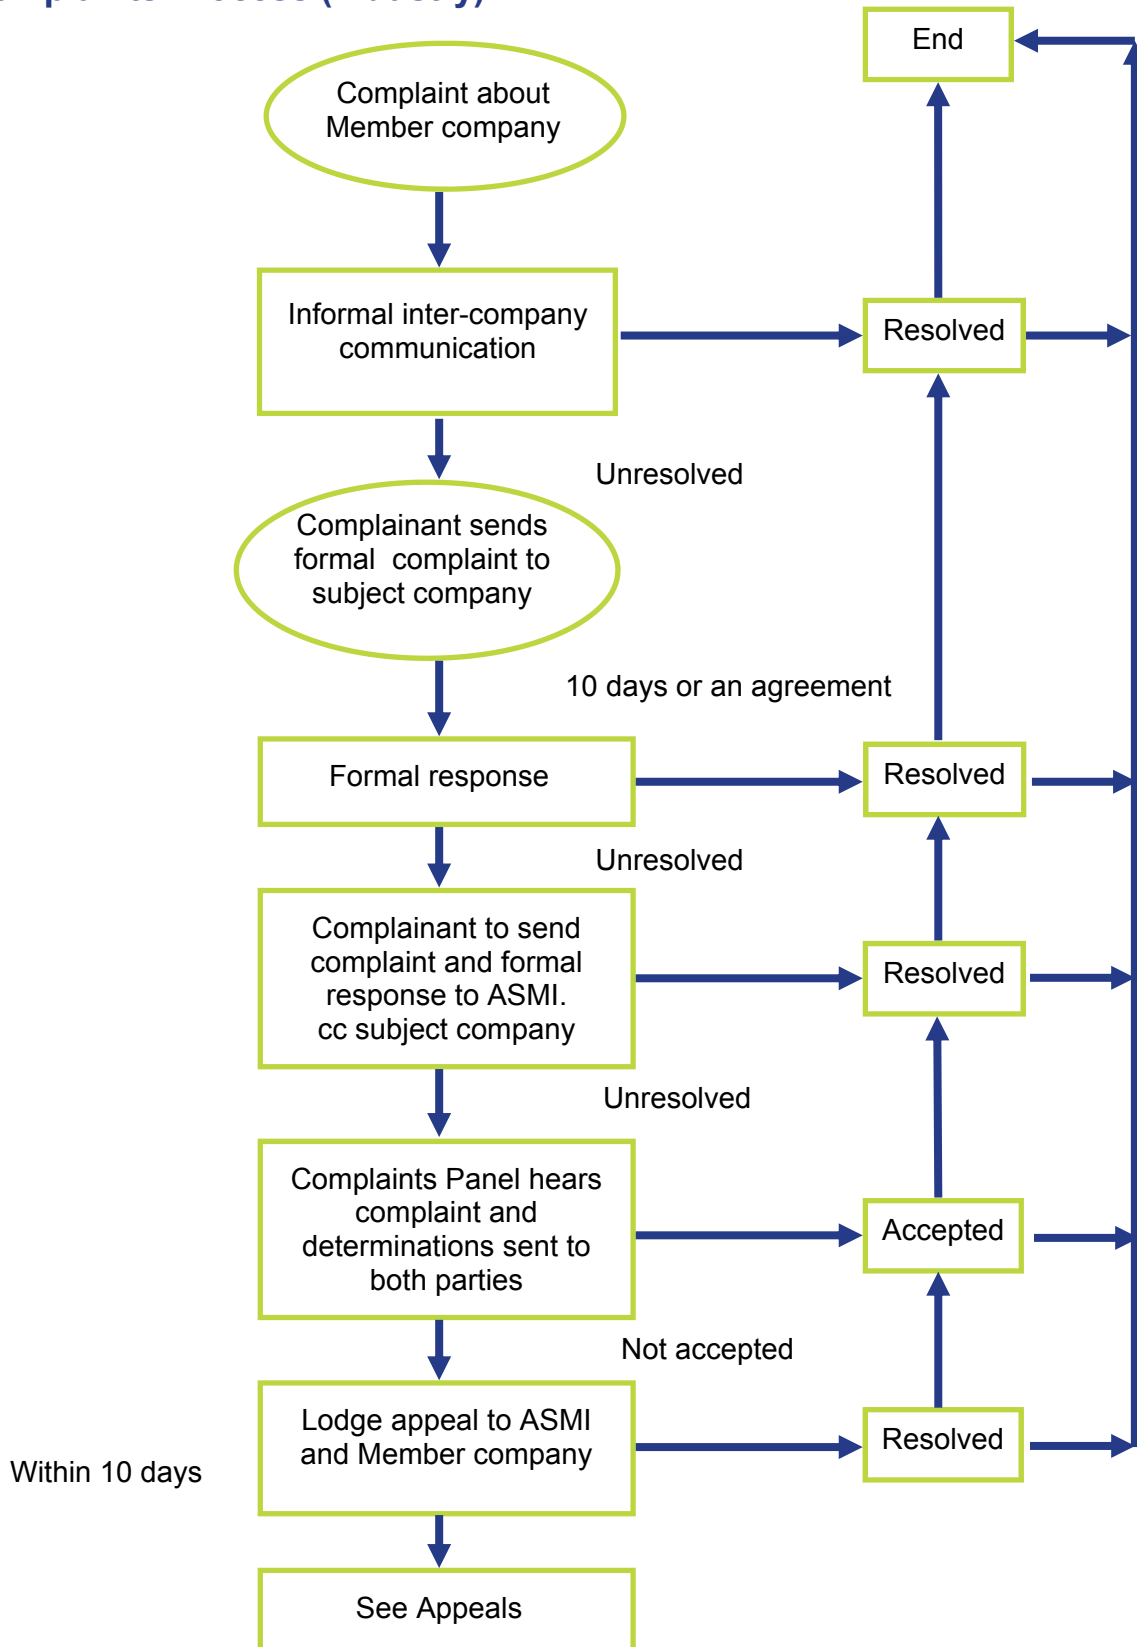 End
Complaint about
Member company
Informal inter-company
communication
Resolved
Unresolved
Complainant sends
formal complaint to
subject company
10 days or an agreement
Formal response
Resolved
Unresolved
Complainant to send
complaint and formal
response to ASMI.
cc subject company
Resolved
Unresolved
Complaints Panel hears
complaint and
determinations sent to
both parties
Accepted
Not accepted
Lodge appeal to ASMI
and Member company
Resolved
Within 10 days
See Appeals